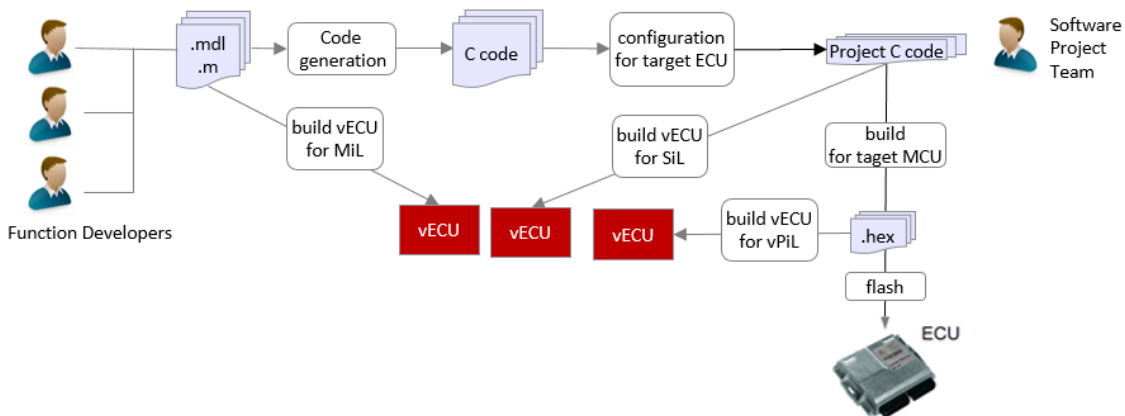 .mdl
.m
Code
generation
C code
configuration
for target ECU
Project C code
Software
Project
Team
build vECU
for MiL
build vECU
for SiL
build
for taget MCU
Function Developers
vECU
vECU
vECU
build vECU
for vPiL
.hex
flash
ECU